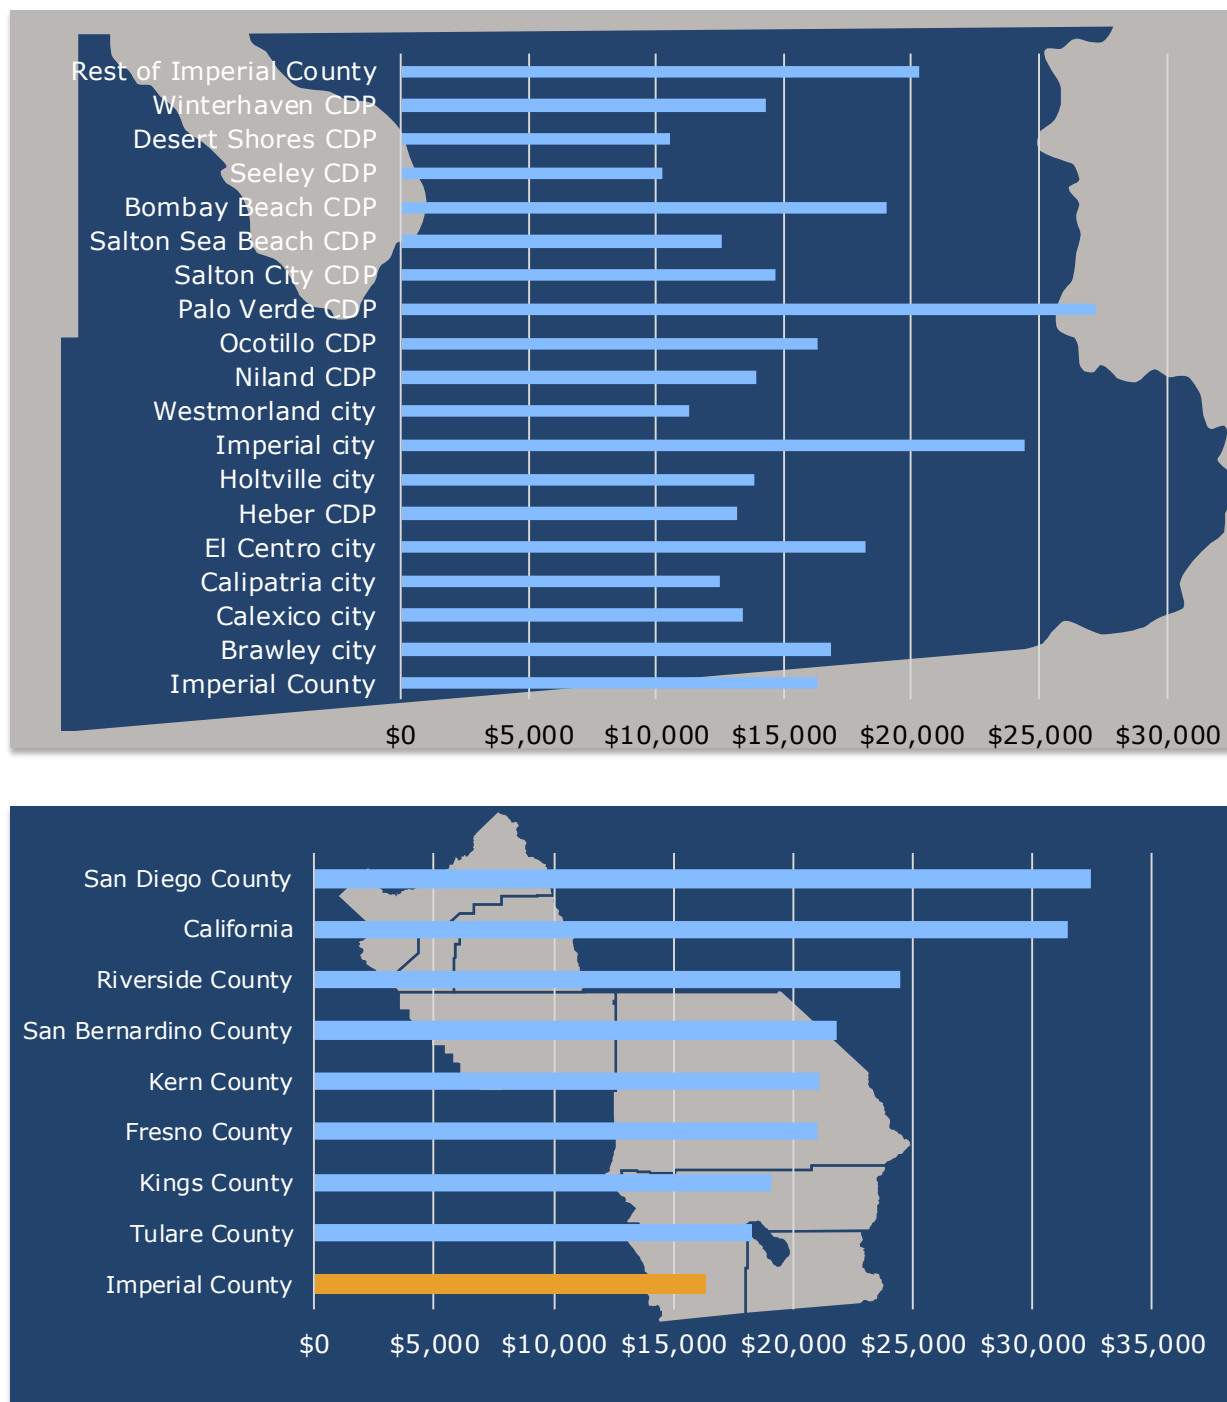 Rest of Imperial County
Winterhaven CDP
Desert Shores CDP
Seeley CDP
Bombay Beach CDP
Salton Sea Beach CDP
Salton City CDP
Palo Verde CDP
Ocotillo CDP
Niland CDP
Westmorland city
Imperial city
Holtville city
Heber CDP
El Centro city
Calipatria city
Calexico city
Brawley city
Imperial County
$0 $5,000 $10,000 $15,000 $20,000 $25,000 $30,000
San Diego County
California
Riverside County
San Bernardino County
Kern County
Fresno County
Kings County
Tulare County
Imperial County
$0 $5,000 $10,000 $15,000 $20,000 $25,000 $30,000 $35,000